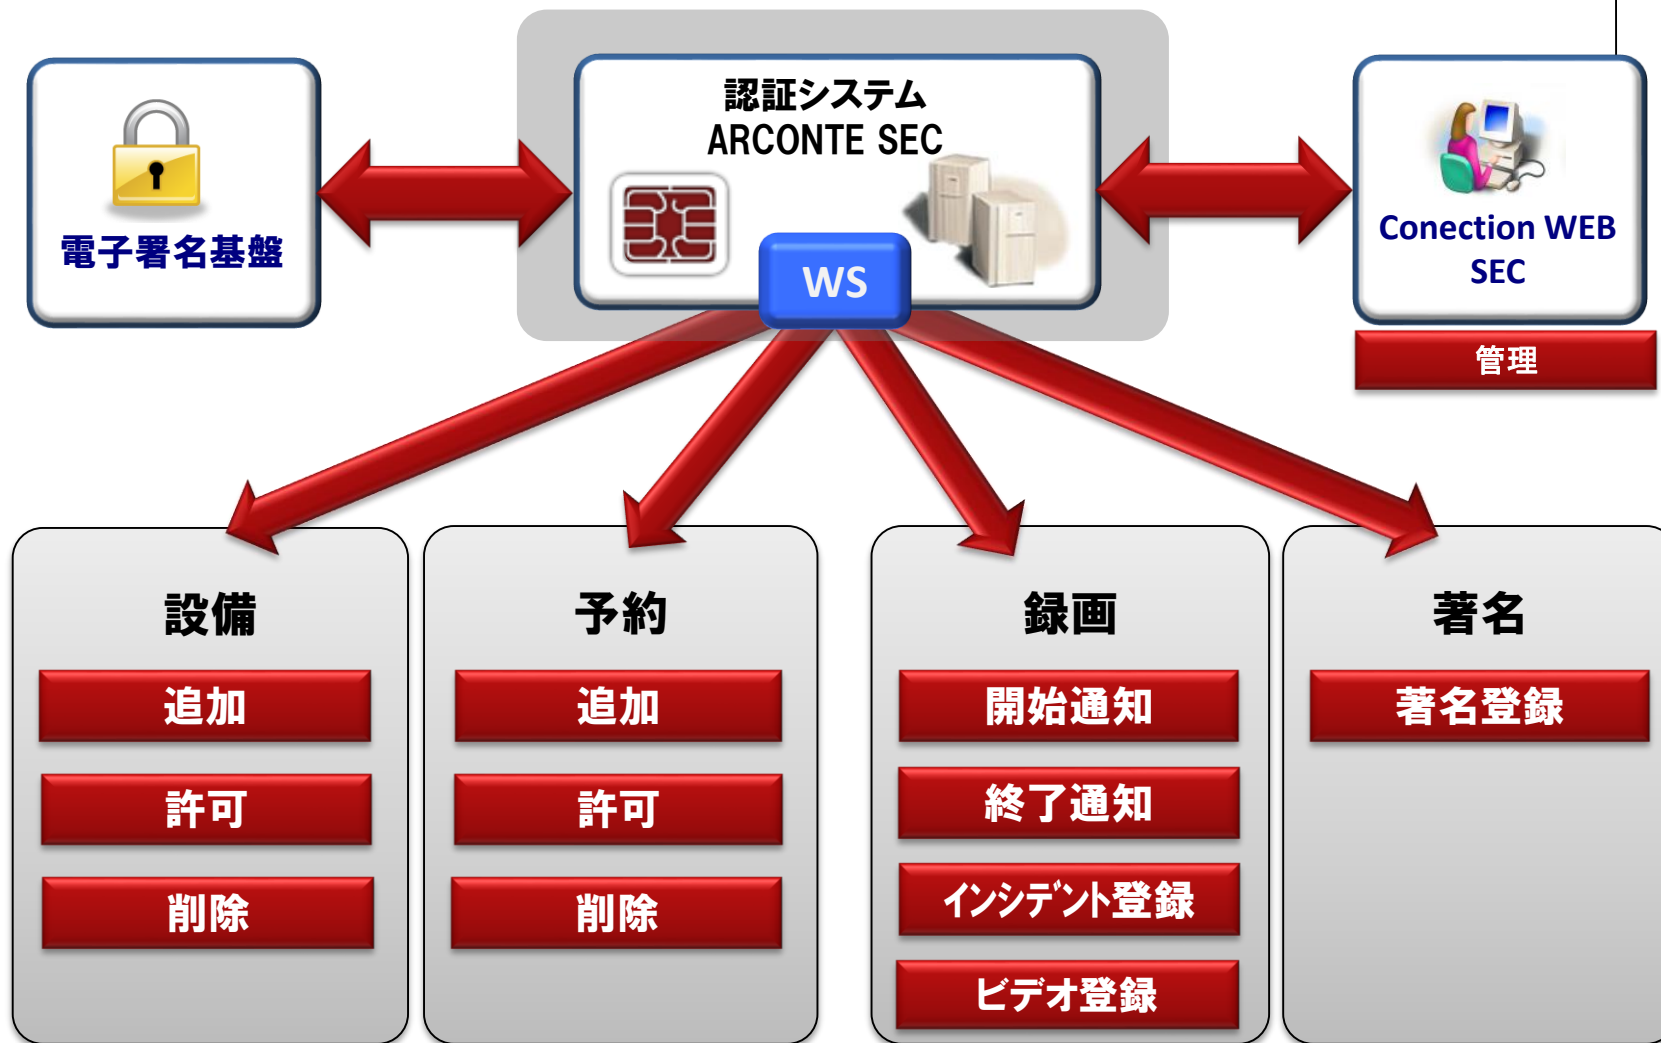 認証システム
ARCONTE SEC
電子署名基盤
WS
Conection WEB
SEC
管理
設備
追加
許可
削除
予約
追加
許可
削除
録画
開始通知
終了通知
インシデント登録
ビデオ登録
著名
著名登録